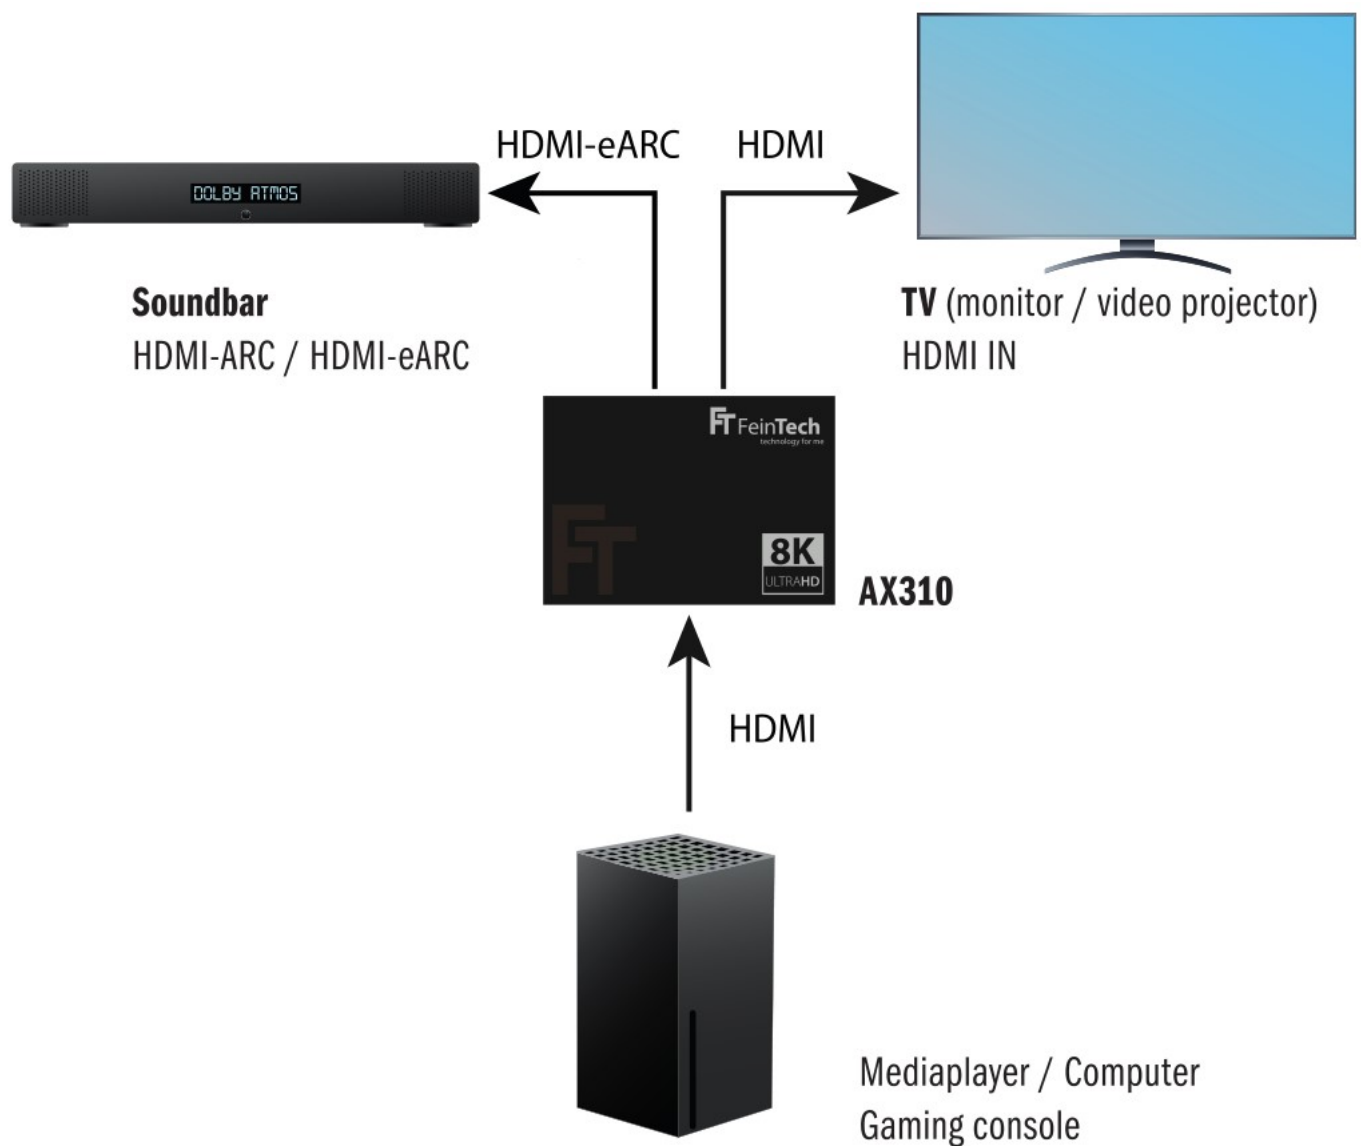 HDMI-eARC
HDMI
DOLBY ATMOS
Soundbar
HDMI-ARC / HDMI-eARC
TV (monitor / video projector)
HDMI IN
FT FeinTech
technology for me
FT
8K
ULTRAHD
AX310
HDMI
Mediaplayer / Computer
Gaming console